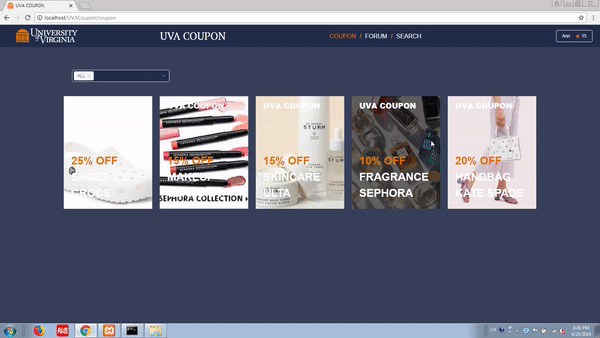 UVA COUPON
localhost/UVACoupon/coupon
UNIVERSITY
of VIRGINIA
UVA COUPON
COUPON / FORUM / SEARCH
Ann ★ 15
ALL ×
25% OFF
SHOES
CROCS
UVA COUPON
15% OFF
MAKEUP
SEPHORA COLLECTION
UVA COUPON
STURM
15% OFF
SKINCARE
ULTA
UVA COUPON
10% OFF
FRAGRANCE
SEPHORA
UVA COUPON
20% OFF
HANDBAG
KATE SPADE
CH
6:41 PM
4/25/2018